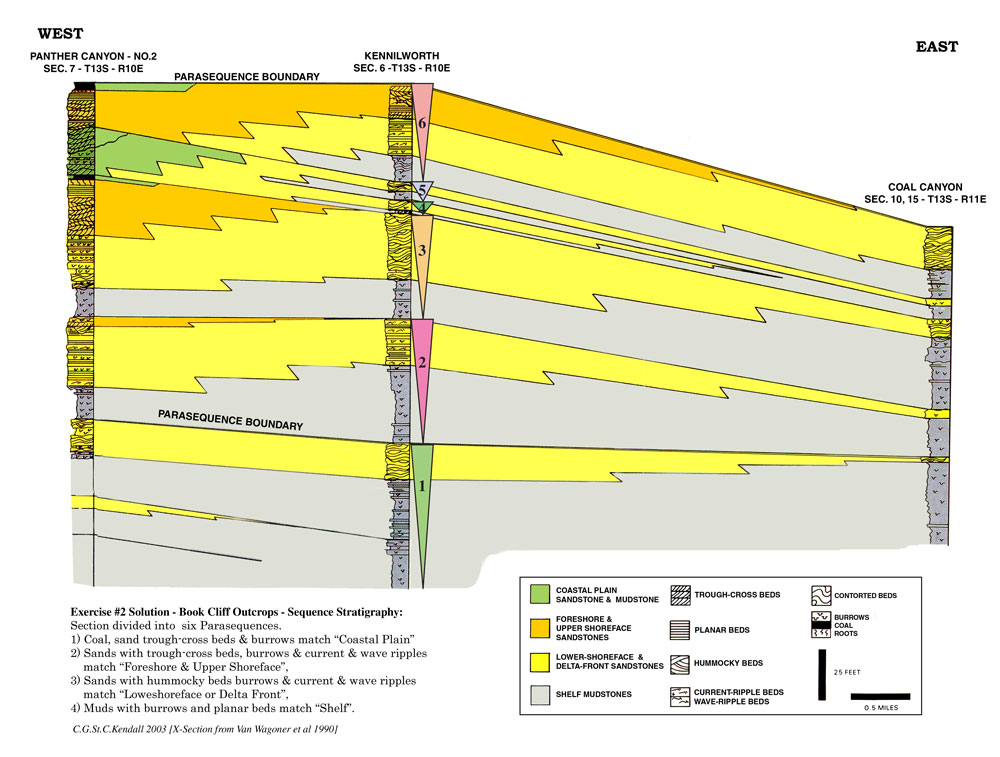 WEST
EAST
PANTHER CANYON - NO.2
SEC. 7 - T13S - R10E
KENNILWORTH
SEC. 6 -T13S - R10E
PARASEQUENCE BOUNDARY
COAL CANYON
SEC. 10, 15 - T13S - R11E
6
5
4
3
2
1
PARASEQUENCE BOUNDARY
COASTAL PLAIN
SANDSTONE & MUDSTONE
FORESHORE &
UPPER SHOREFACE
SANDSTONES
LOWER-SHOREFACE &
DELTA-FRONT SANDSTONES
SHELF MUDSTONES
TROUGH-CROSS BEDS
PLANAR BEDS
HUMMOCKY BEDS
CURRENT-RIPPLE BEDS
WAVE-RIPPLE BEDS
CONTORTED BEDS
BURROWS
COAL
ROOTS
25 FEET
0.5 MILES
Exercise #2 Solution - Book Cliff Outcrops - Sequence Stratigraphy:
Section divided into six Parasequences.
1) Coal, sand trough-cross beds & burrows match “Coastal Plain”
2) Sands with trough-cross beds, burrows & current & wave ripples
match “Foreshore & Upper Shoreface”,
3) Sands with hummocky beds burrows & current & wave ripples
match “Loweshoreface or Delta Front”,
4) Muds with burrows and planar beds match “Shelf”.
C.G.St.C.Kendall 2003 [X-Section from Van Wagoner et al 1990]